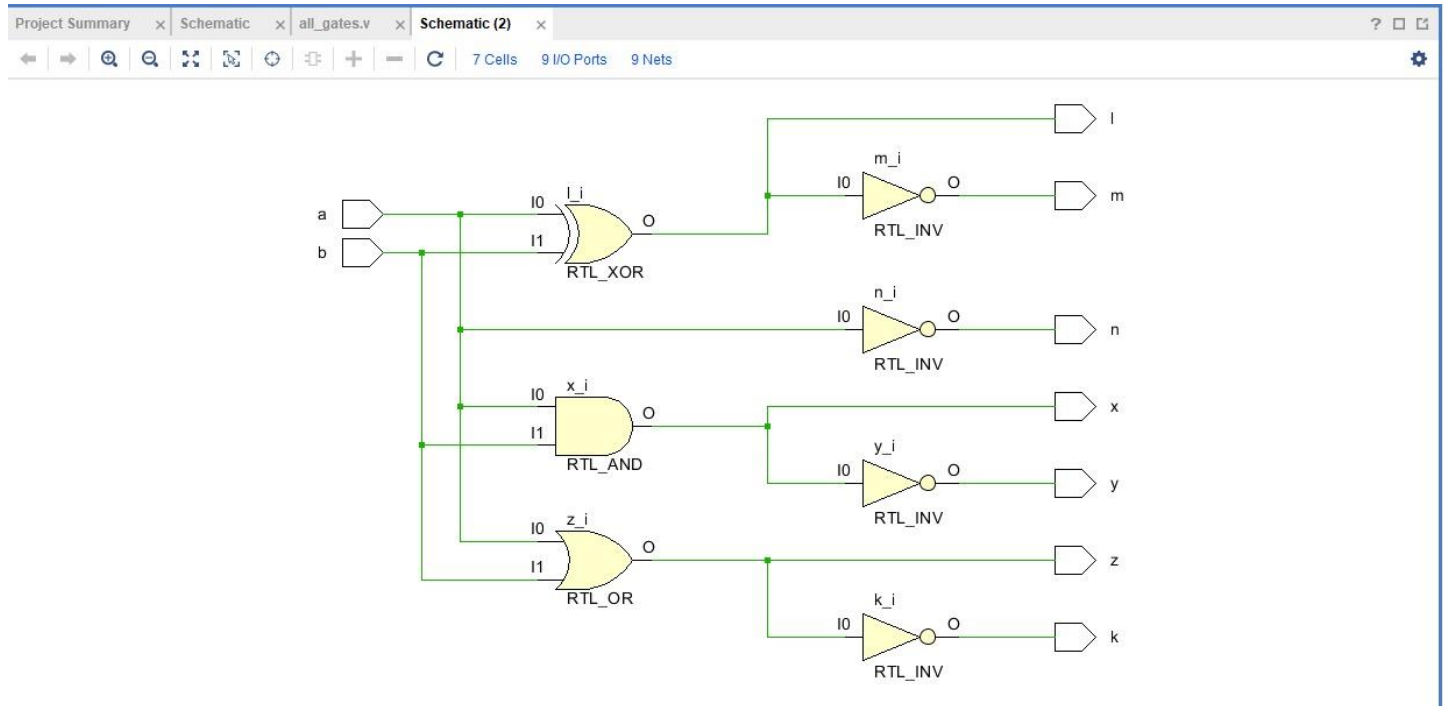 Project Summary × Schematic × all_gates.v × Schematic (2) × ?
7 Cells 9 I/O Ports 9 Nets
l
m_i
I0 O
m
RTL_INV
a
b
l_i
I0
I1
O
RTL_XOR
n_i
I0 O
n
RTL_INV
x_i
I0
I1
O
RTL_AND
x
y_i
I0 O
y
RTL_INV
z_i
I0
I1
O
RTL_OR
z
k_i
I0 O
k
RTL_INV